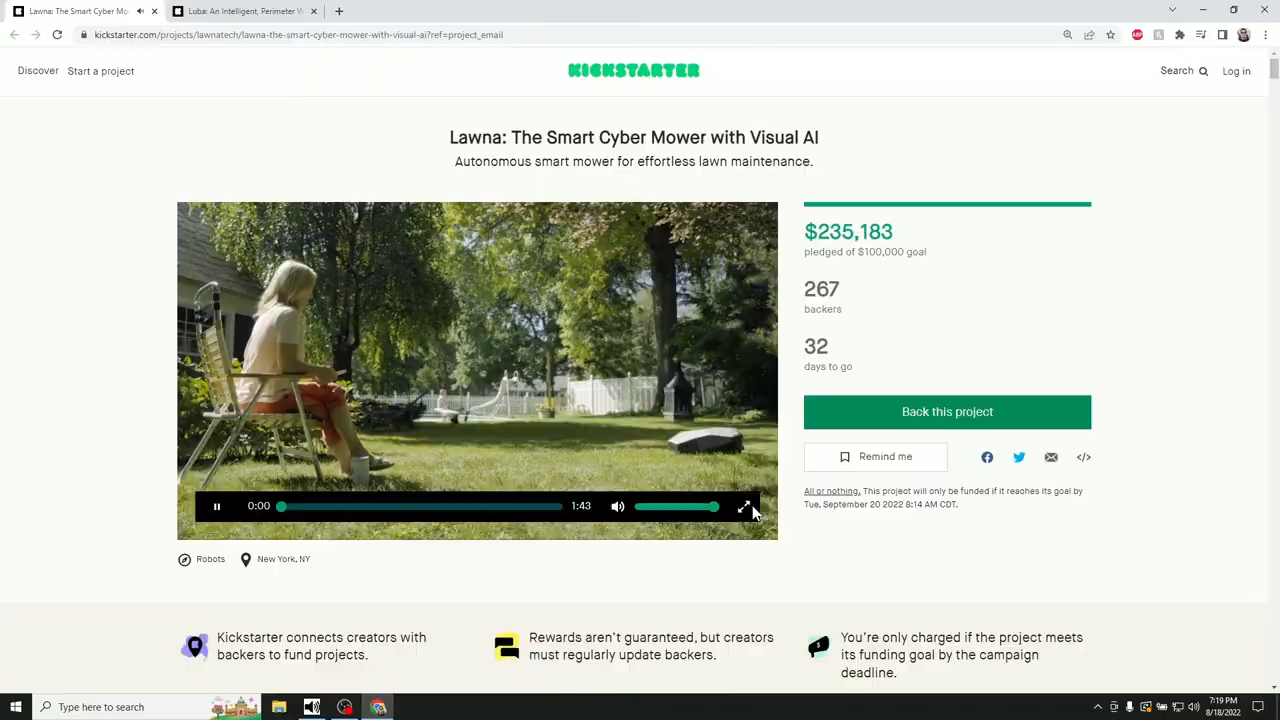 Lawna: The Smart Cyber Mo
Luba: An Intelligent, Perimeter W
kickstarter.com/projects/lawnatech/lawna-the-smart-cyber-mower-with-visual-ai?ref=project_email
ABP
Discover
Start a project
KICKSTARTER
Search
Log in
Lawna: The Smart Cyber Mower with Visual AI
Autonomous smart mower for effortless lawn maintenance.
$235,183
pledged of $100,000 goal
267
backers
32
days to go
Back this project
Remind me
All or nothing. This project will only be funded if it reaches its goal by
Tue, September 20 2022 8:14 AM CDT.
0:00
1:43
Robots
New York, NY
Kickstarter connects creators with
backers to fund projects.
Rewards aren't guaranteed, but creators
must regularly update backers.
You're only charged if the project meets
its funding goal by the campaign
deadline.
Type here to search
7:19 PM
8/18/2022